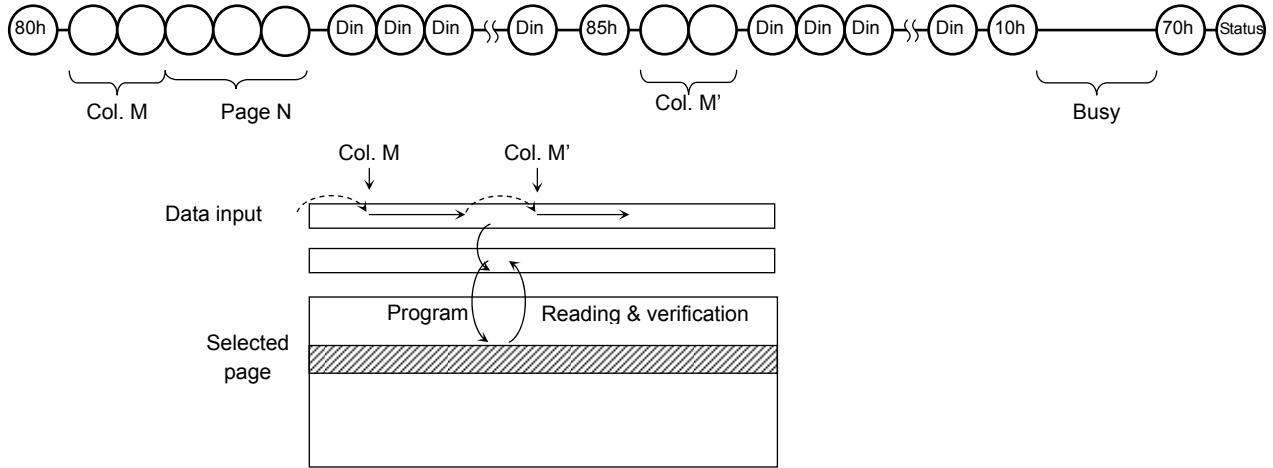 80h Din Din Din Din 85h Din Din Din Din 10h 70h Status
Col. M Page N Col. M’ Busy
Col. M Col. M’
Data input
Program Reading & verification
Selected
page